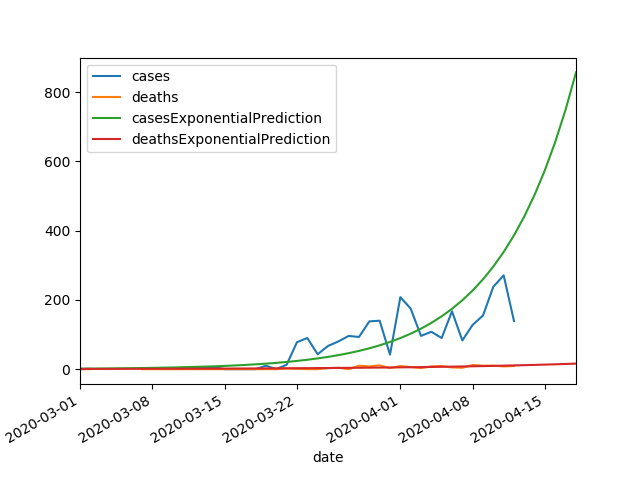 cases
deaths
casesExponentialPrediction
deathsExponentialPrediction
800
600
400
200
0
2020-03-01
2020-03-08
2020-03-15
2020-03-22
2020-04-01
2020-04-08
2020-04-15
date